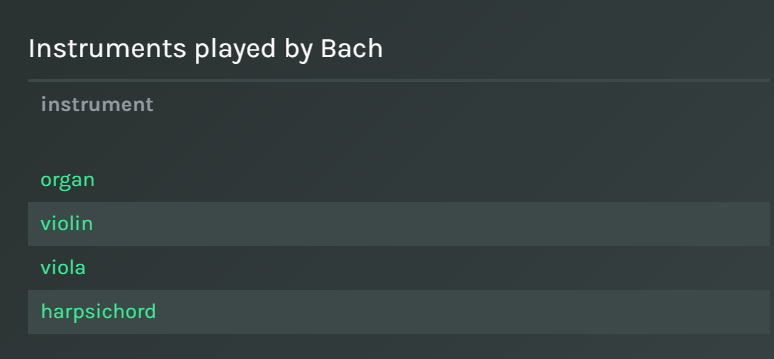 Instruments played by Bach
instrument
organ
violin
viola
harpsichord